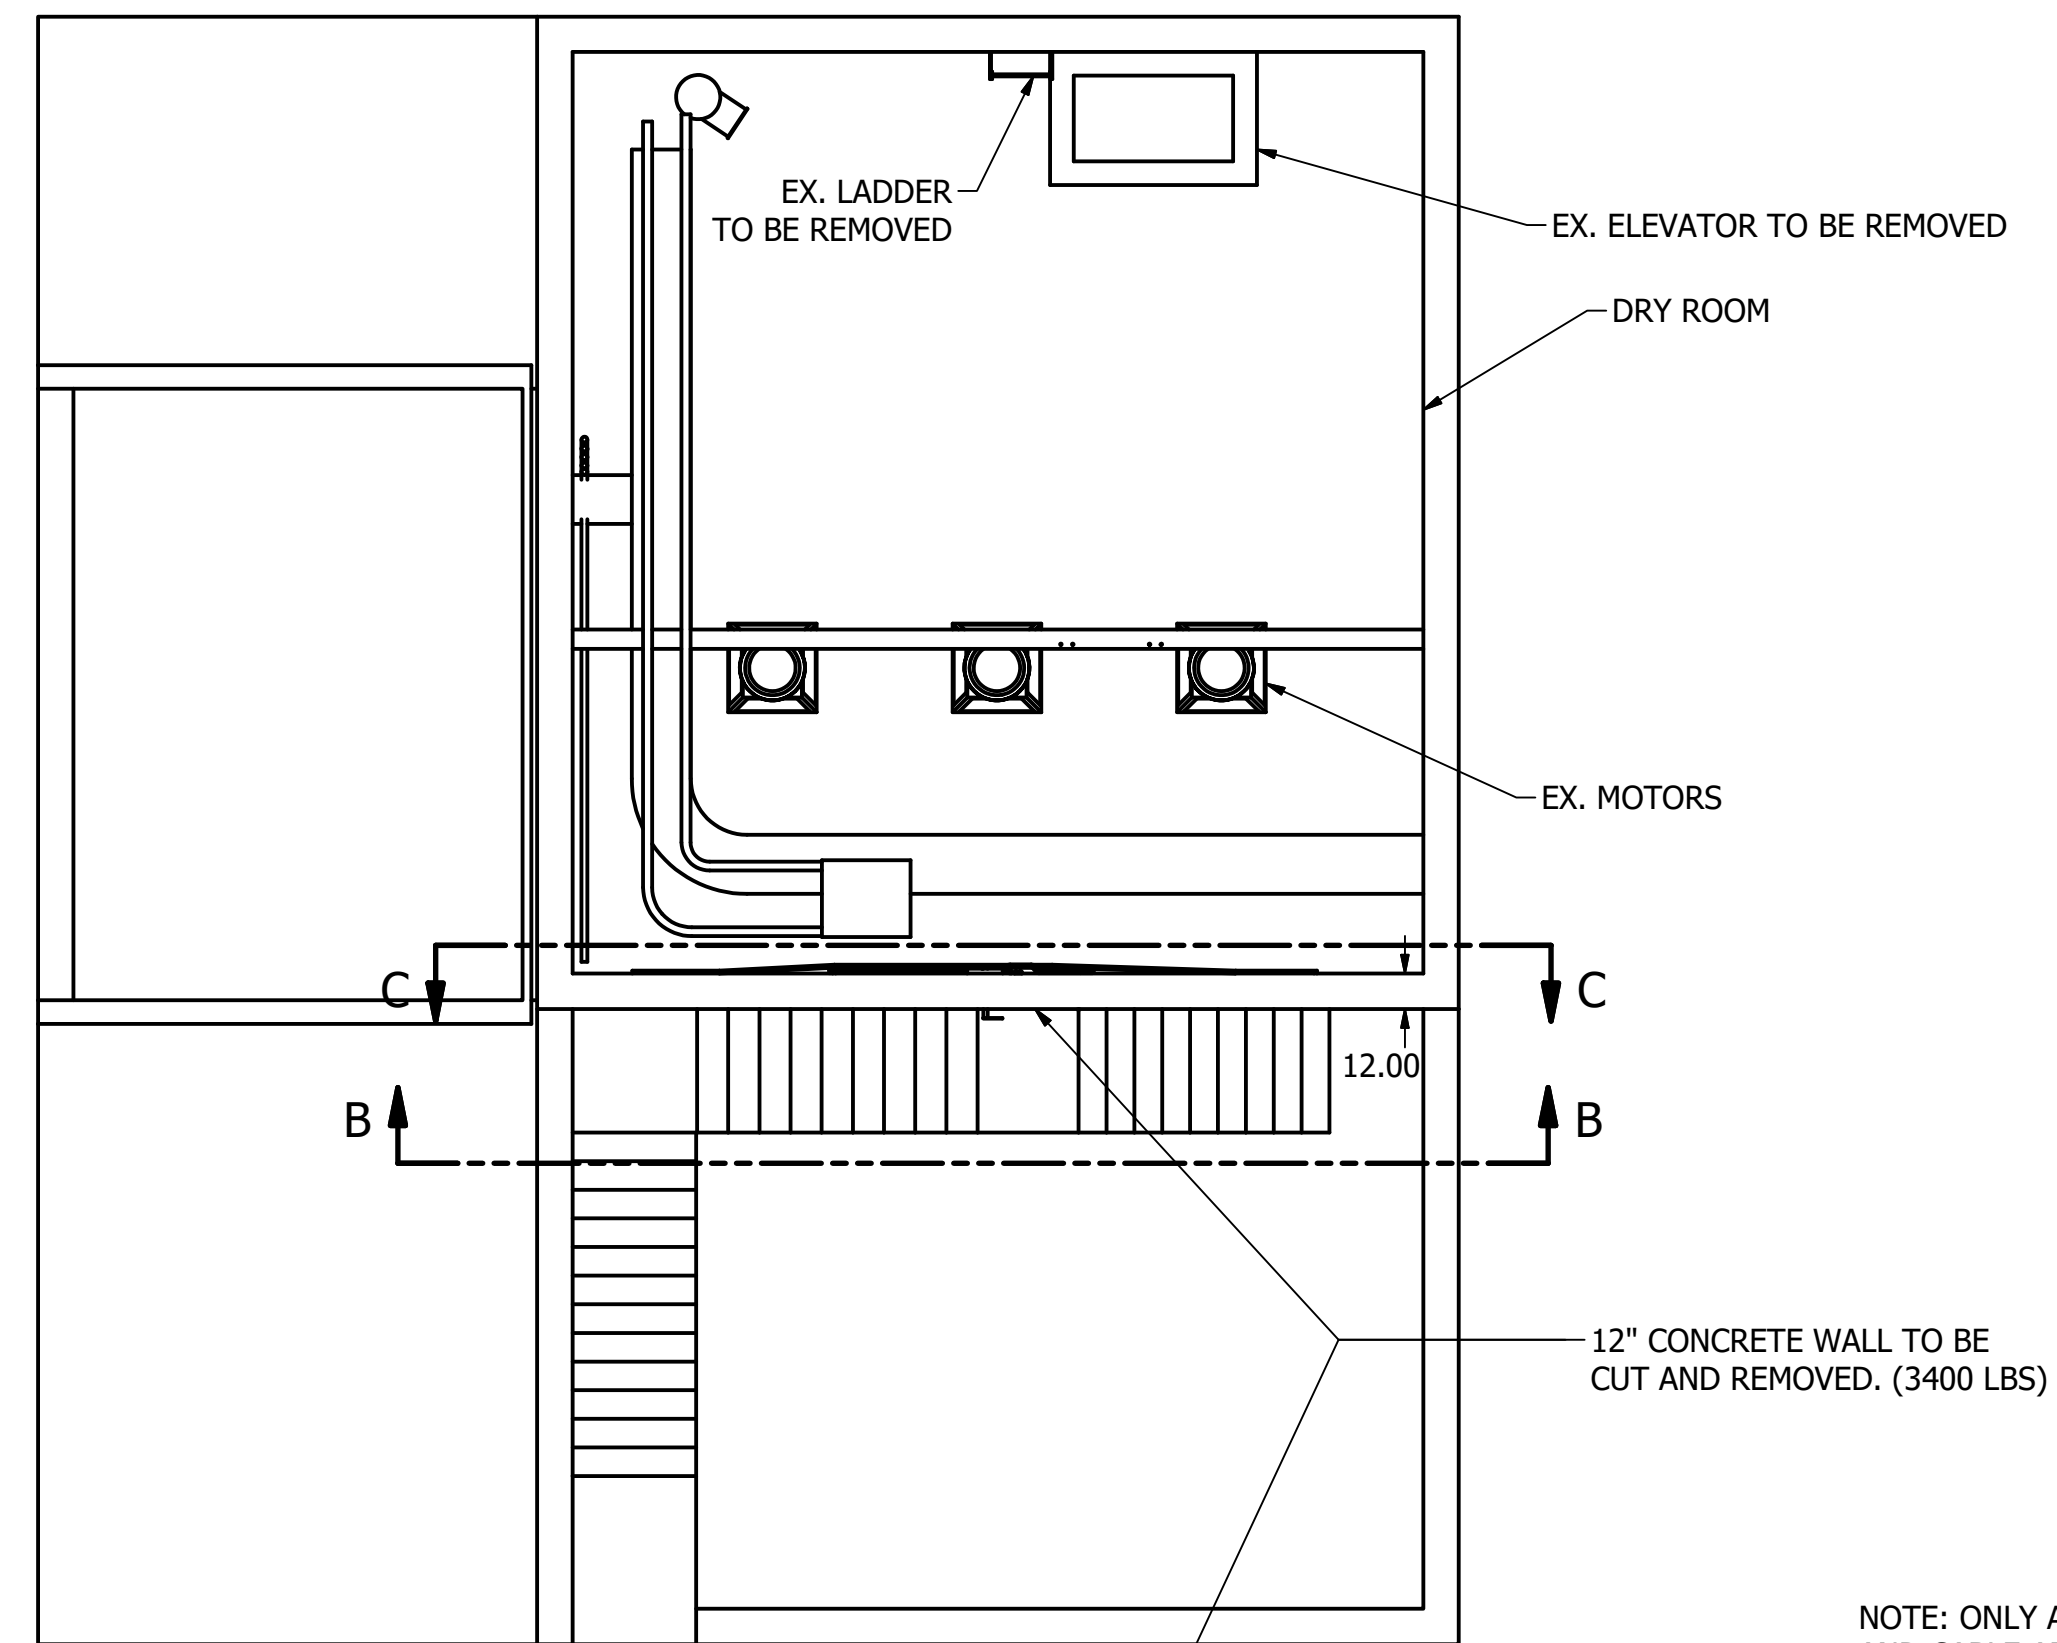 EX. LADDER
TO BE REMOVED
EX. ELEVATOR TO BE REMOVED
DRY ROOM
EX. MOTORS
C
C
12.00
B
B
12" CONCRETE WALL TO BE
CUT AND REMOVED. (3400 LBS)
NOTE: ONLY A